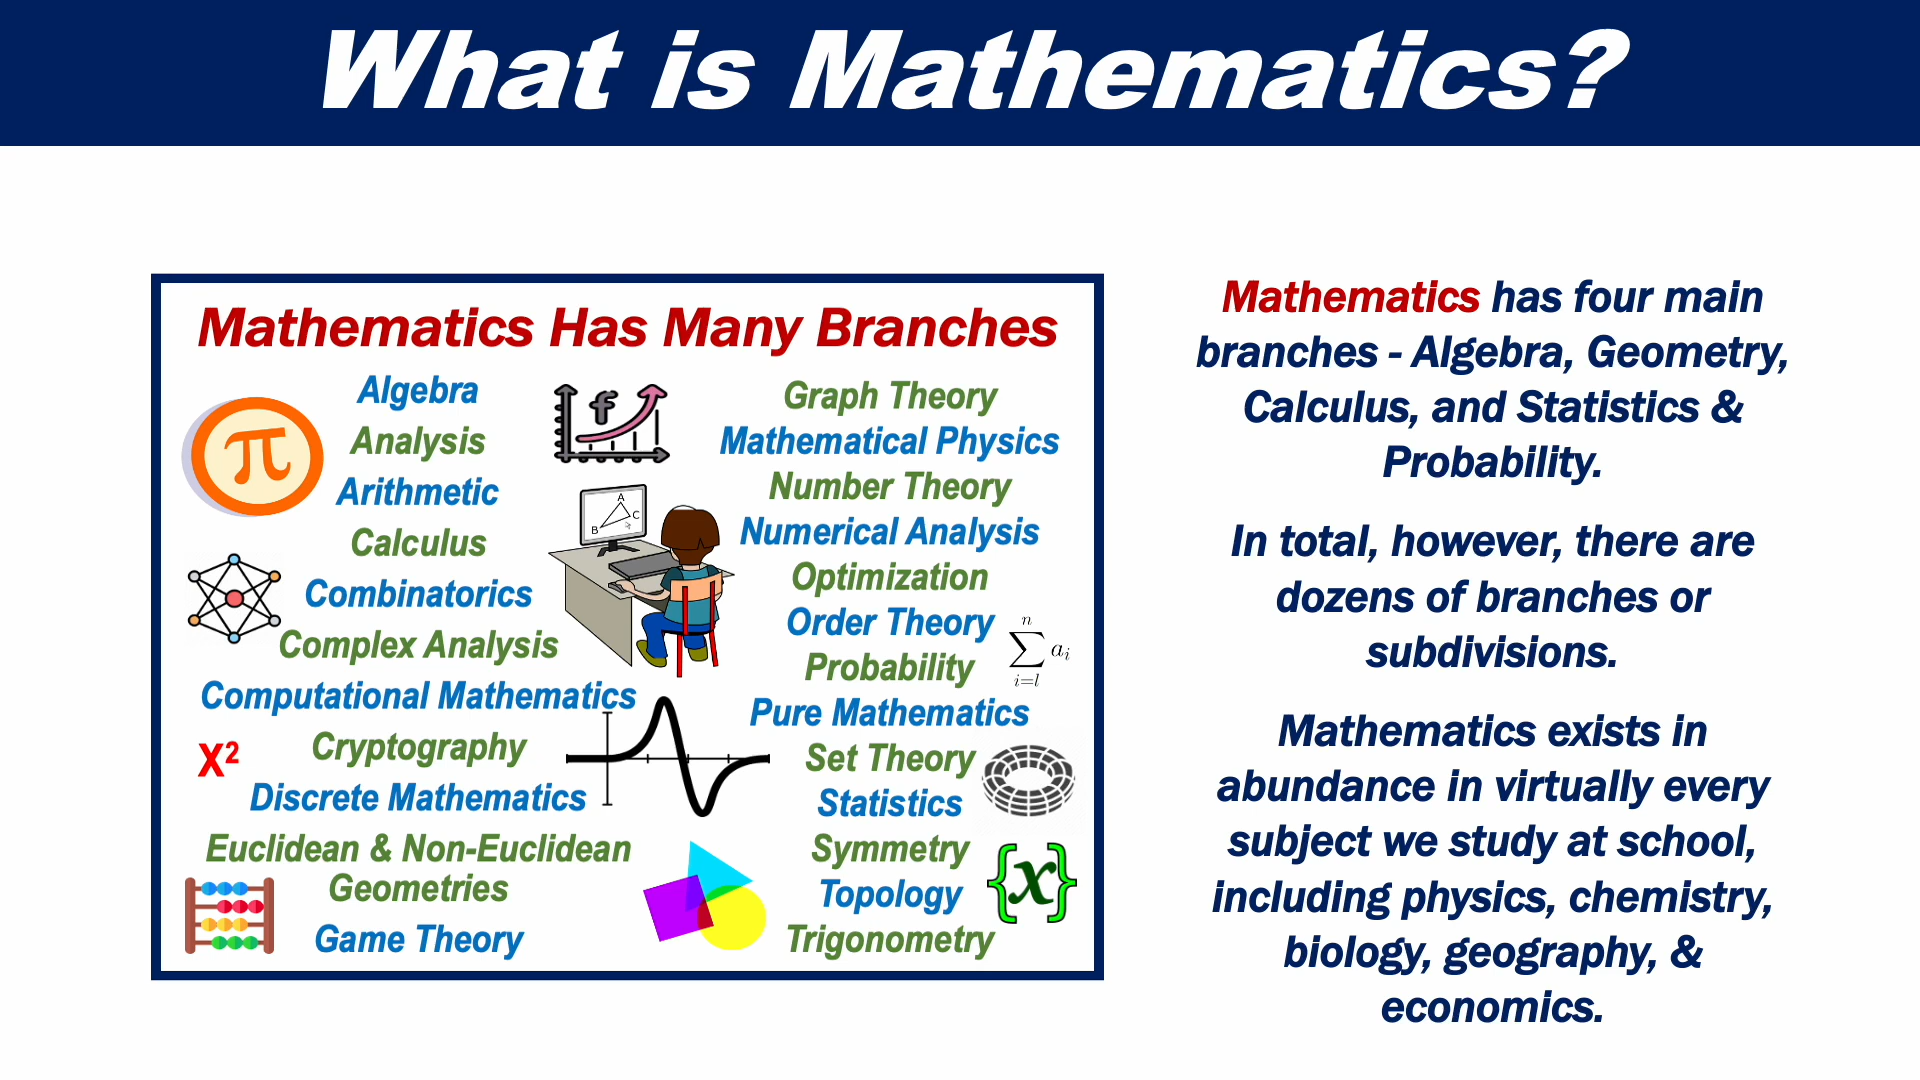 What is Mathematics?
Mathematics Has Many Branches
Algebra
Analysis
Arithmetic
Calculus
Combinatorics
Complex Analysis
Computational Mathematics
Cryptography
Discrete Mathematics
Euclidean & Non-Euclidean
Geometries
Game Theory
π
X²
f
A
B
C
Graph Theory
Mathematical Physics
Number Theory
Numerical Analysis
Optimization
Order Theory
Probability
Pure Mathematics
Set Theory
Statistics
Symmetry
Topology
Trigonometry
n
∑ aᵢ
i=l
{x}
Mathematics has four main
branches - Algebra, Geometry,
Calculus, and Statistics &
Probability.
In total, however, there are
dozens of branches or
subdivisions.
Mathematics exists in
abundance in virtually every
subject we study at school,
including physics, chemistry,
biology, geography, &
economics.